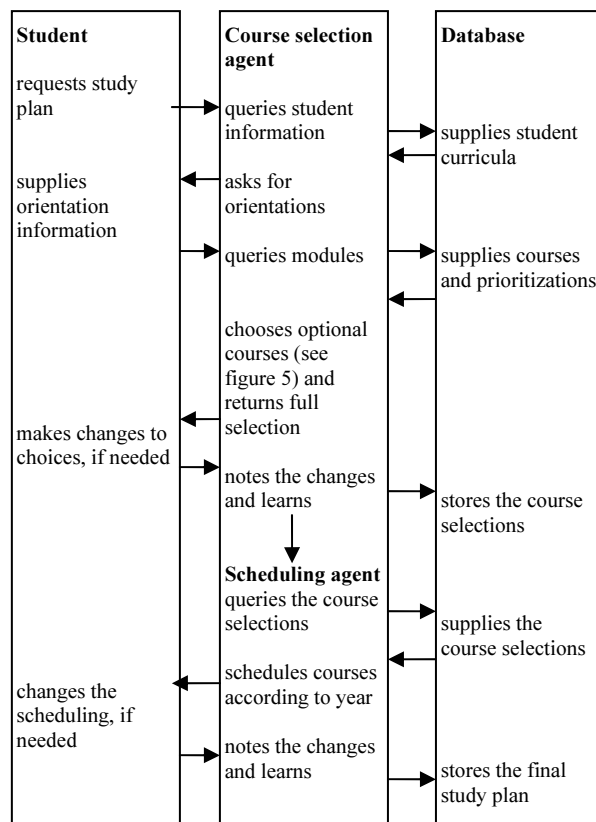 Student
requests study
plan
supplies
orientation
information
makes changes to
choices, if needed
changes the
scheduling, if
needed
Course selection
agent
queries student
information
asks for
orientations
queries modules
chooses optional
courses (see
figure 5) and
returns full
selection
notes the changes
and learns
Scheduling agent
queries the course
selections
schedules courses
according to year
notes the changes
and learns
Database
supplies student
curricula
supplies courses
and prioritizations
stores the course
selections
supplies the
course selections
stores the final
study plan